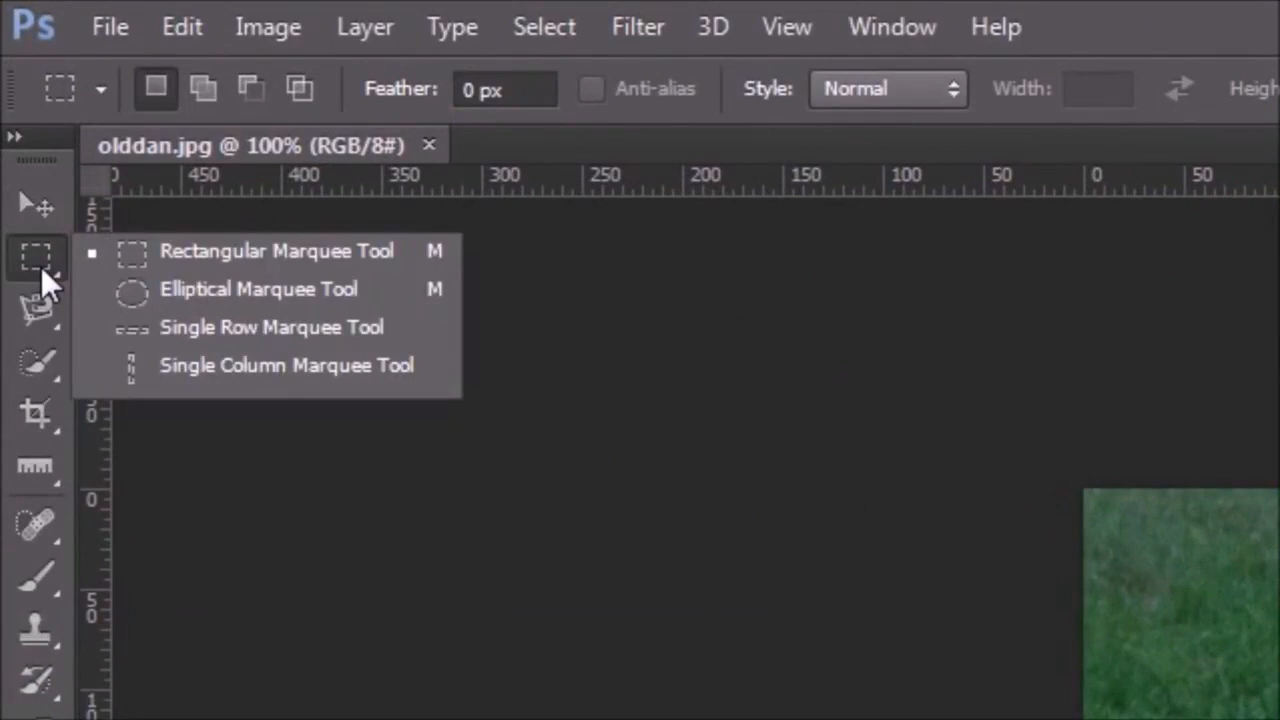 Ps File Edit Image Layer Type Select Filter 3D View Window Help
Feather: 0 px Anti-alias Style: Normal Width:
olddan.jpg @ 100% (RGB/8#) ×
450 400 350 300 250 200 150 100 50 0 50
Rectangular Marquee Tool M
Elliptical Marquee Tool M
Single Row Marquee Tool
Single Column Marquee Tool
0
50